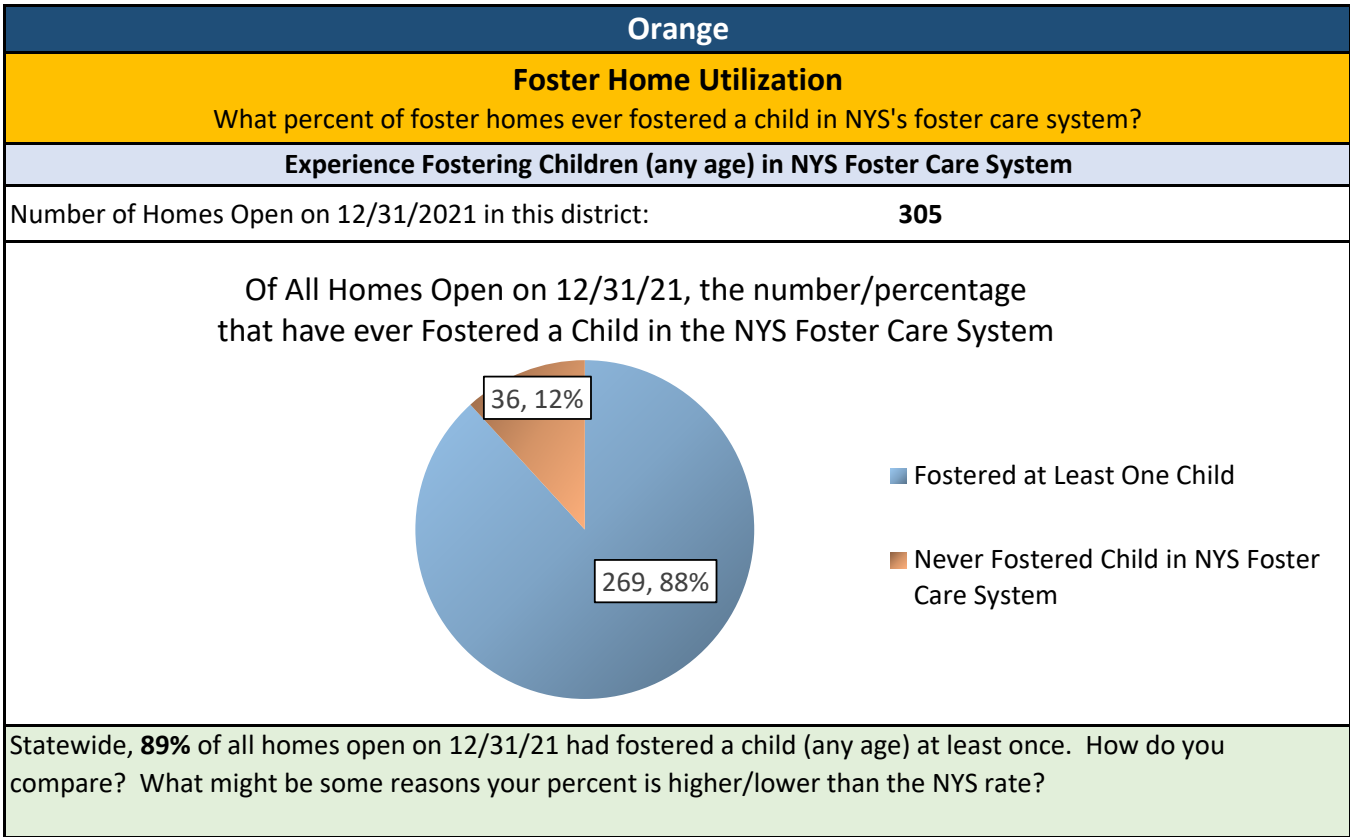 Orange
Foster Home Utilization
What percent of foster homes ever fostered a child in NYS's foster care system?
Experience Fostering Children (any age) in NYS Foster Care System
Number of Homes Open on 12/31/2021 in this district: 305
Of All Homes Open on 12/31/21, the number/percentage
that have ever Fostered a Child in the NYS Foster Care System
36, 12%
269, 88%
Fostered at Least One Child
Never Fostered Child in NYS Foster
Care System
Statewide, 89% of all homes open on 12/31/21 had fostered a child (any age) at least once.  How do you
compare?  What might be some reasons your percent is higher/lower than the NYS rate?